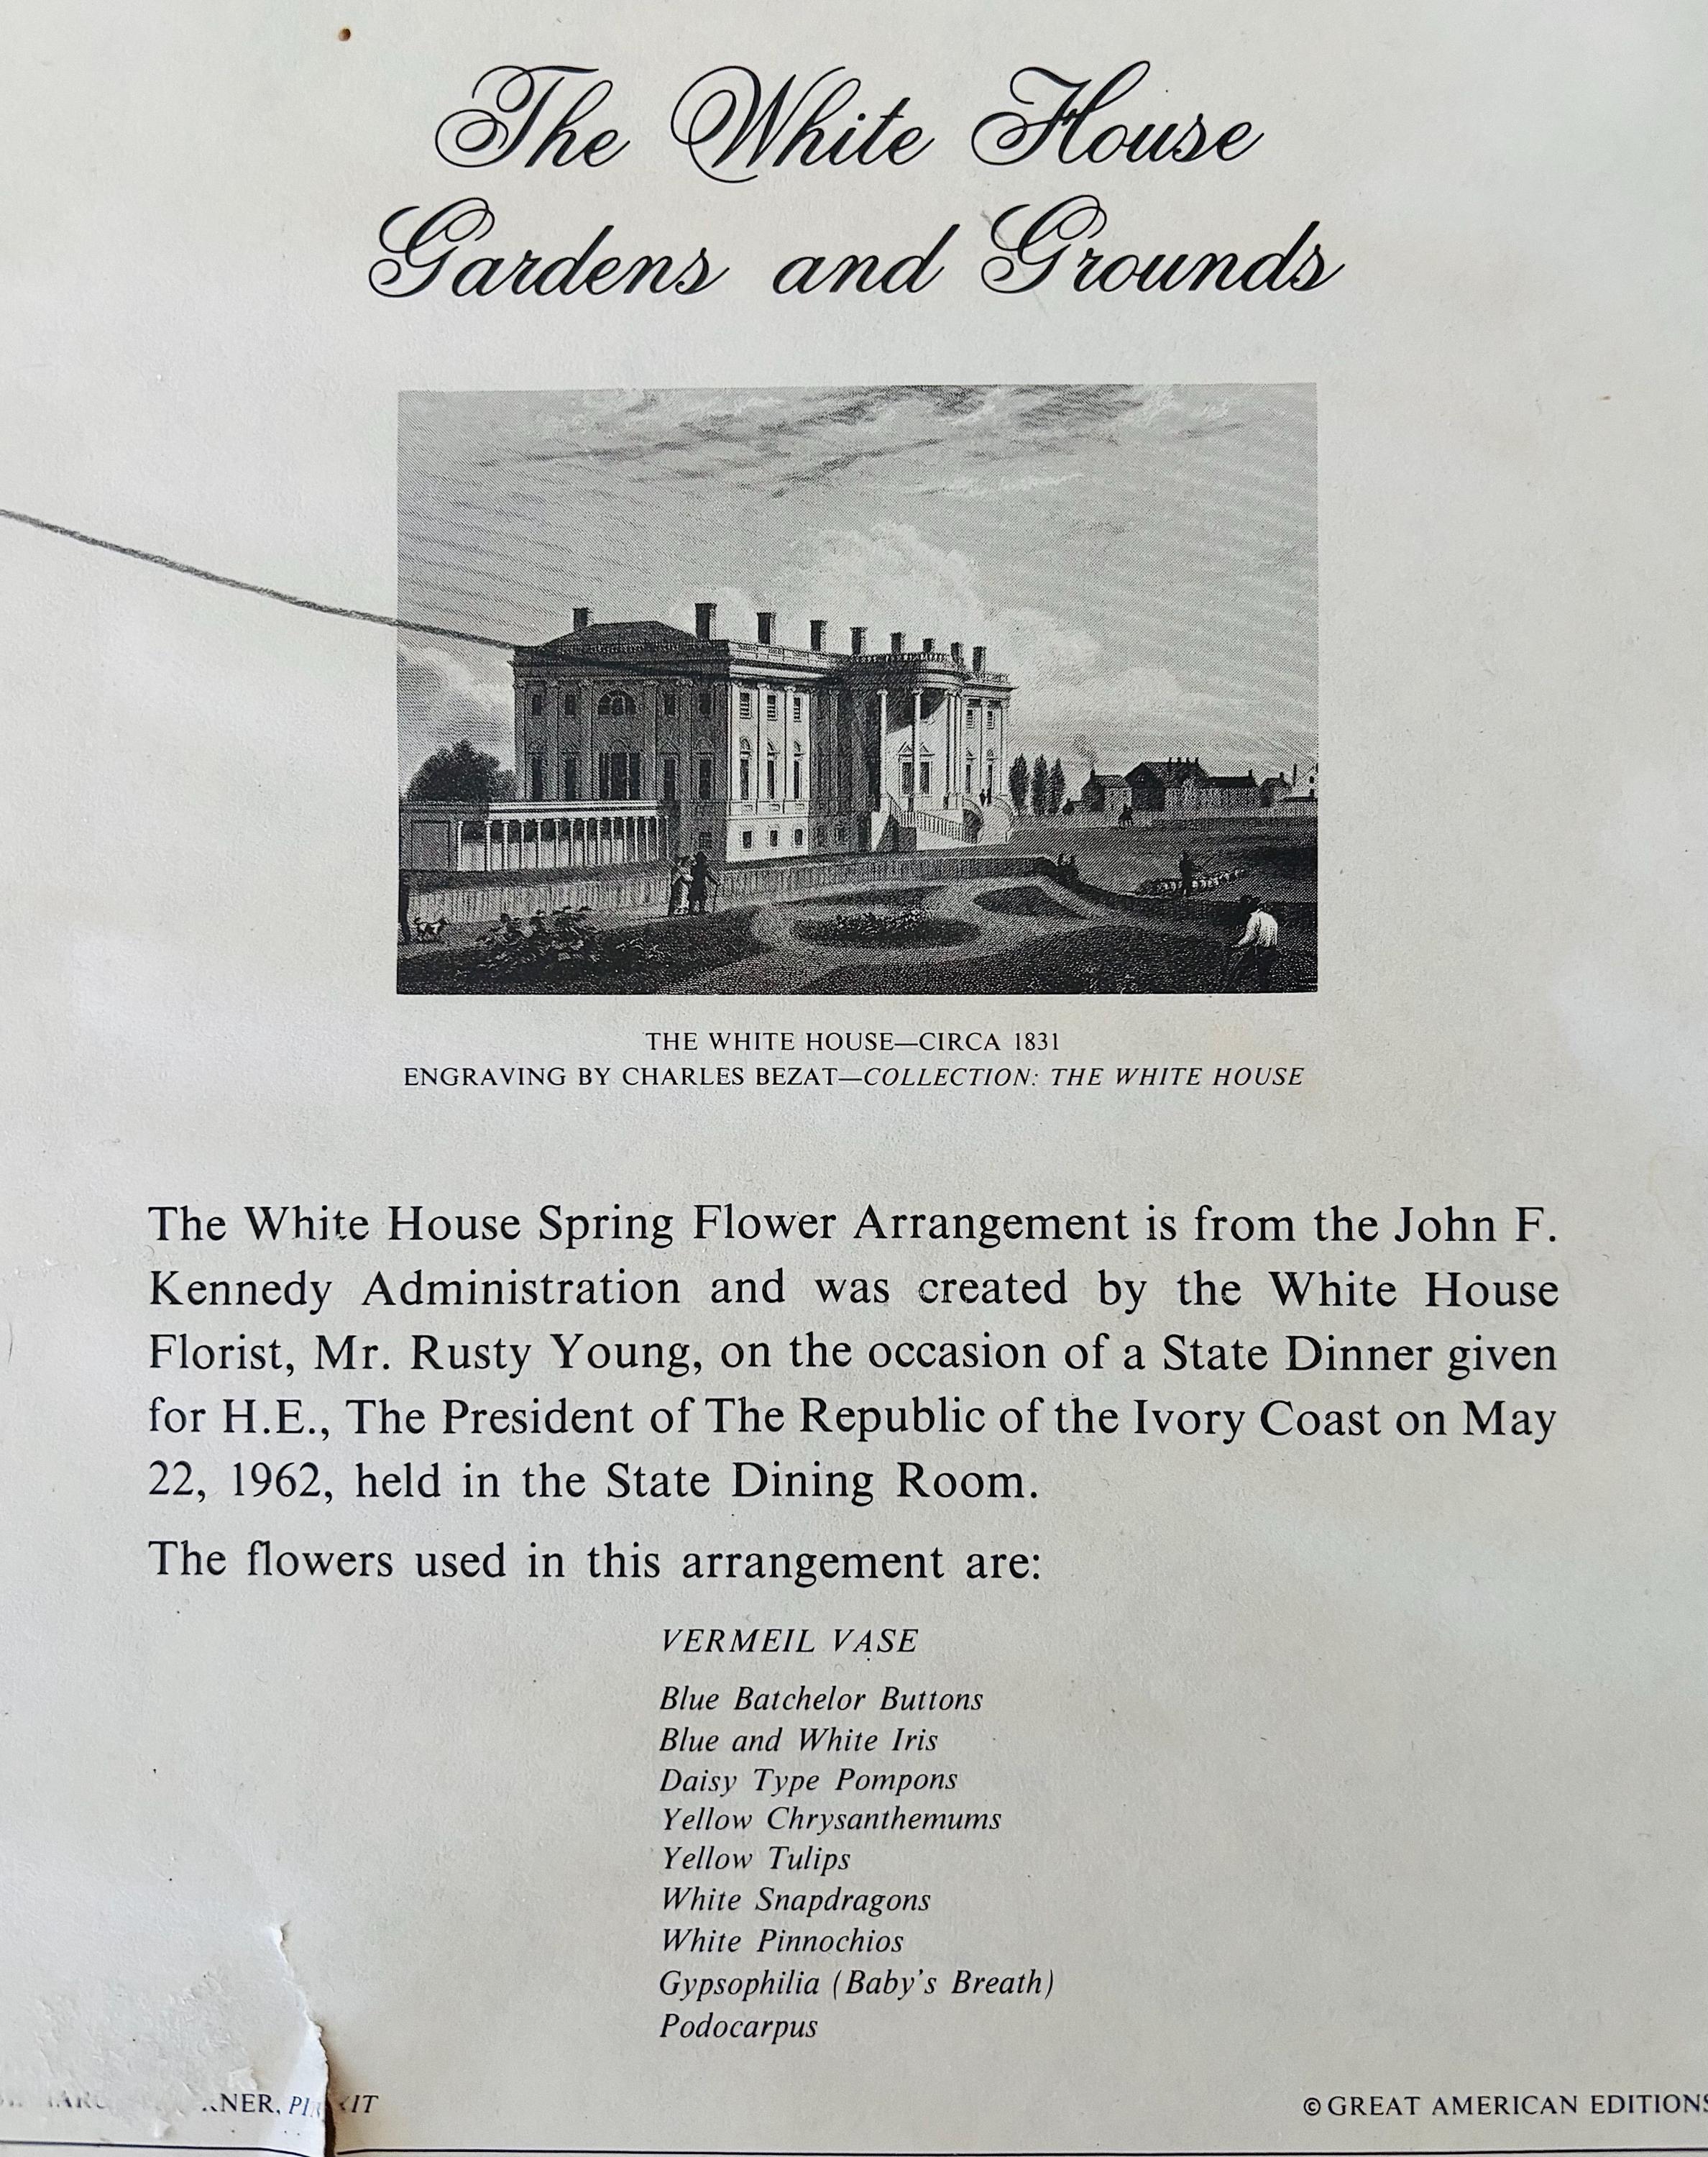 The White House
Gardens and Grounds
THE WHITE HOUSE—CIRCA 1831
ENGRAVING BY CHARLES BEZAT—COLLECTION: THE WHITE HOUSE
The White House Spring Flower Arrangement is from the John F.
Kennedy Administration and was created by the White House
Florist, Mr. Rusty Young, on the occasion of a State Dinner given
for H.E., The President of The Republic of the Ivory Coast on May
22, 1962, held in the State Dining Room.
The flowers used in this arrangement are:
VERMEIL VASE
Blue Batchelor Buttons
Blue and White Iris
Daisy Type Pompons
Yellow Chrysanthemums
Yellow Tulips
White Snapdragons
White Pinnochios
Gypsophilia (Baby's Breath)
Podocarpus
©GREAT AMERICAN EDITIONS